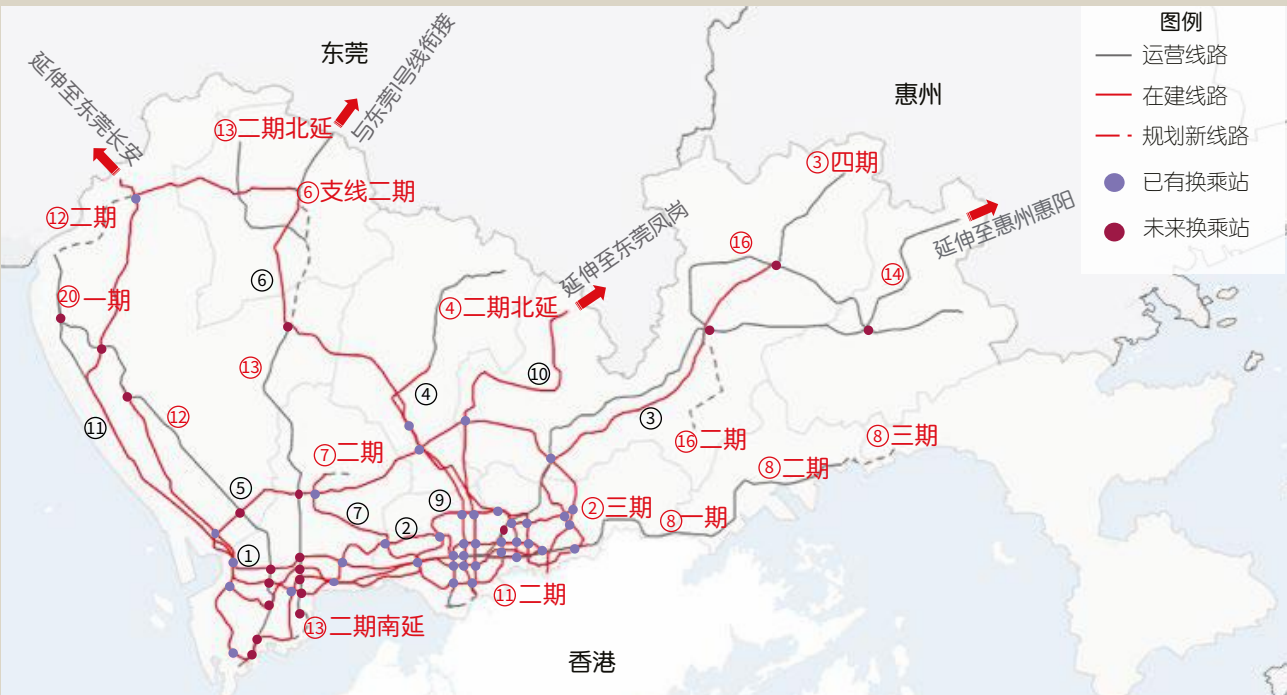 图例
运营线路
在建线路
规划新线路
已有换乘站
未来换乘站
东莞
惠州
香港
延伸至东莞长安
与东莞1号线衔接
⑬二期北延
⑥支线二期
⑫二期
③四期
⑯
⑭
延伸至惠州惠阳
延伸至东莞凤岗
④二期北延
⑥
⑳一期
⑬
④
⑩
③
⑫
⑪
⑯二期
⑧三期
⑦二期
⑧二期
⑤
⑨
⑦
②
②三期
⑧一期
①
⑪二期
⑬二期南延